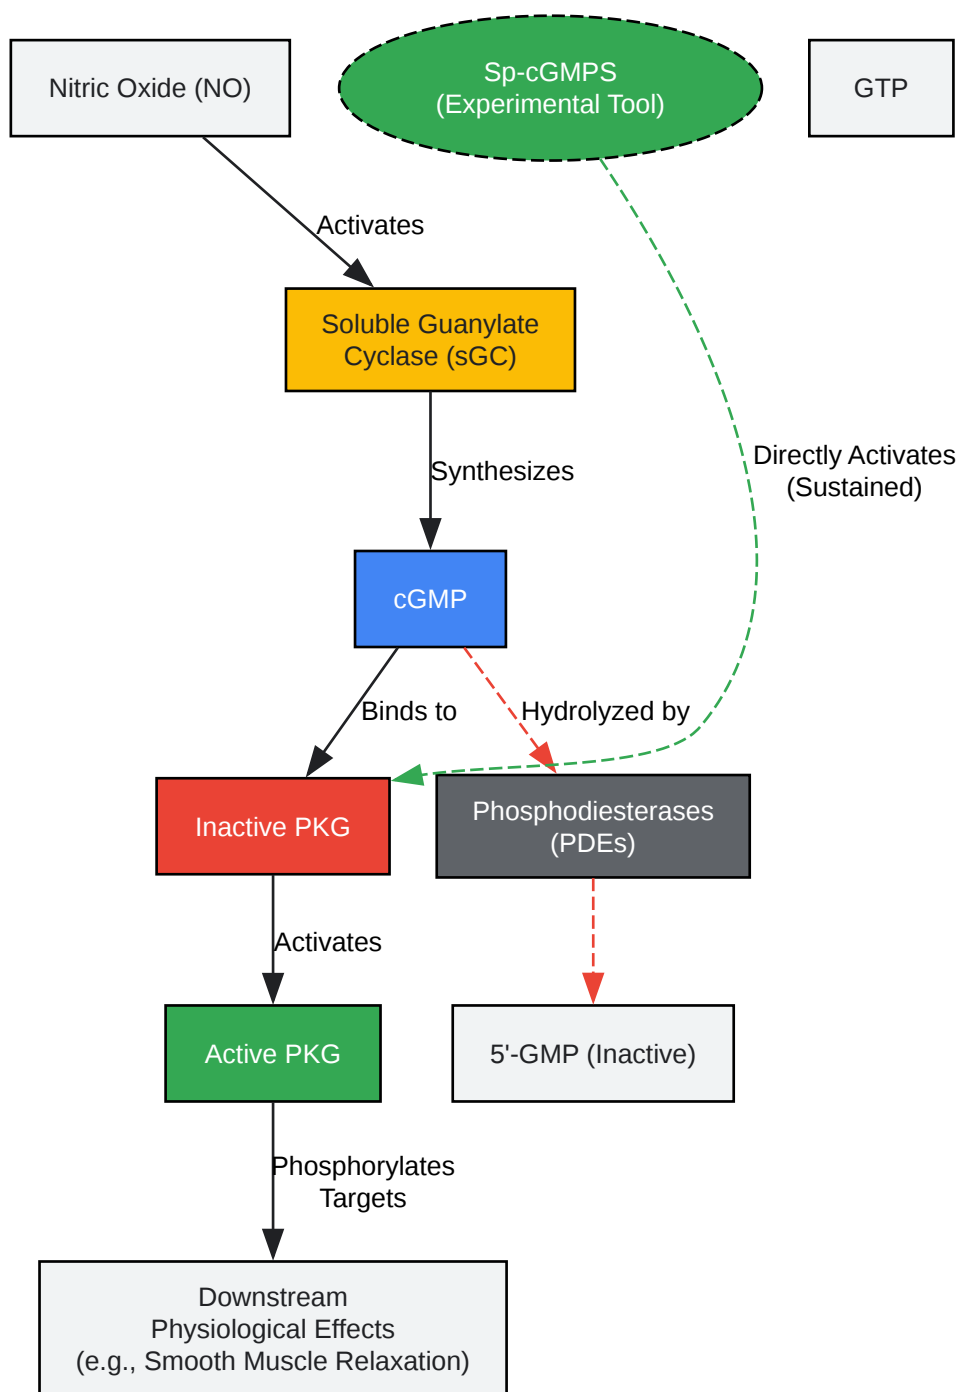 Nitric Oxide (NO)
Sp-cGMPS
(Experimental Tool)
GTP
Activates
Soluble Guanylate
Cyclase (sGC)
Synthesizes
Directly Activates
(Sustained)
cGMP
Binds to
Hydrolyzed by
Inactive PKG
Phosphodiesterases
(PDEs)
Activates
Active PKG
5'-GMP (Inactive)
Phosphorylates
Targets
Downstream
Physiological Effects
(e.g., Smooth Muscle Relaxation)